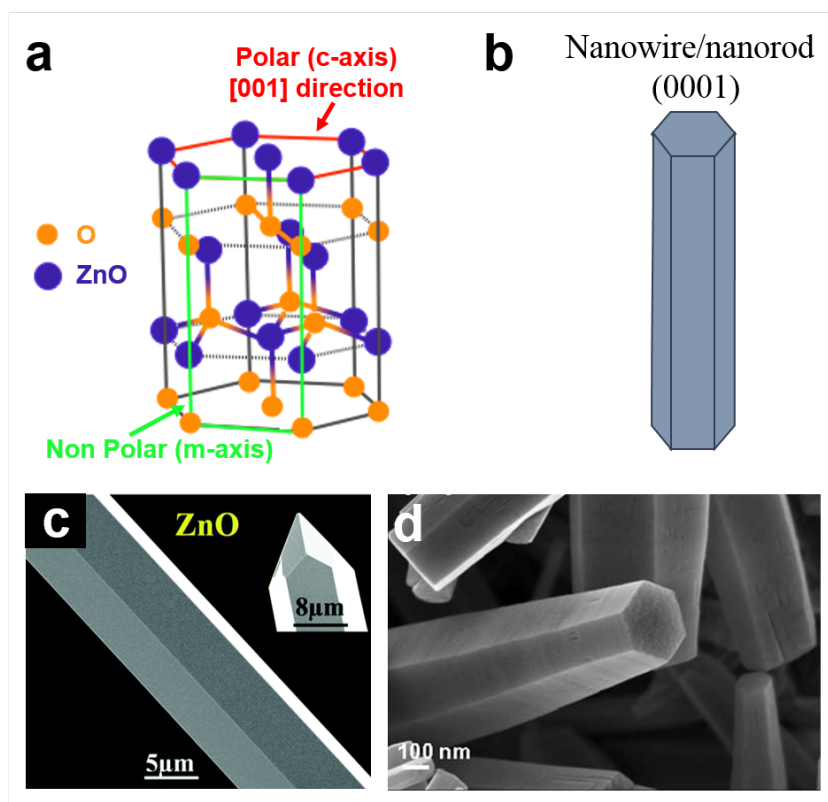 a
Polar (c-axis)
[001] direction
O
ZnO
Non Polar (m-axis)
b
Nanowire/nanorod
(0001)
c
ZnO
8μm
5μm
d
100 nm